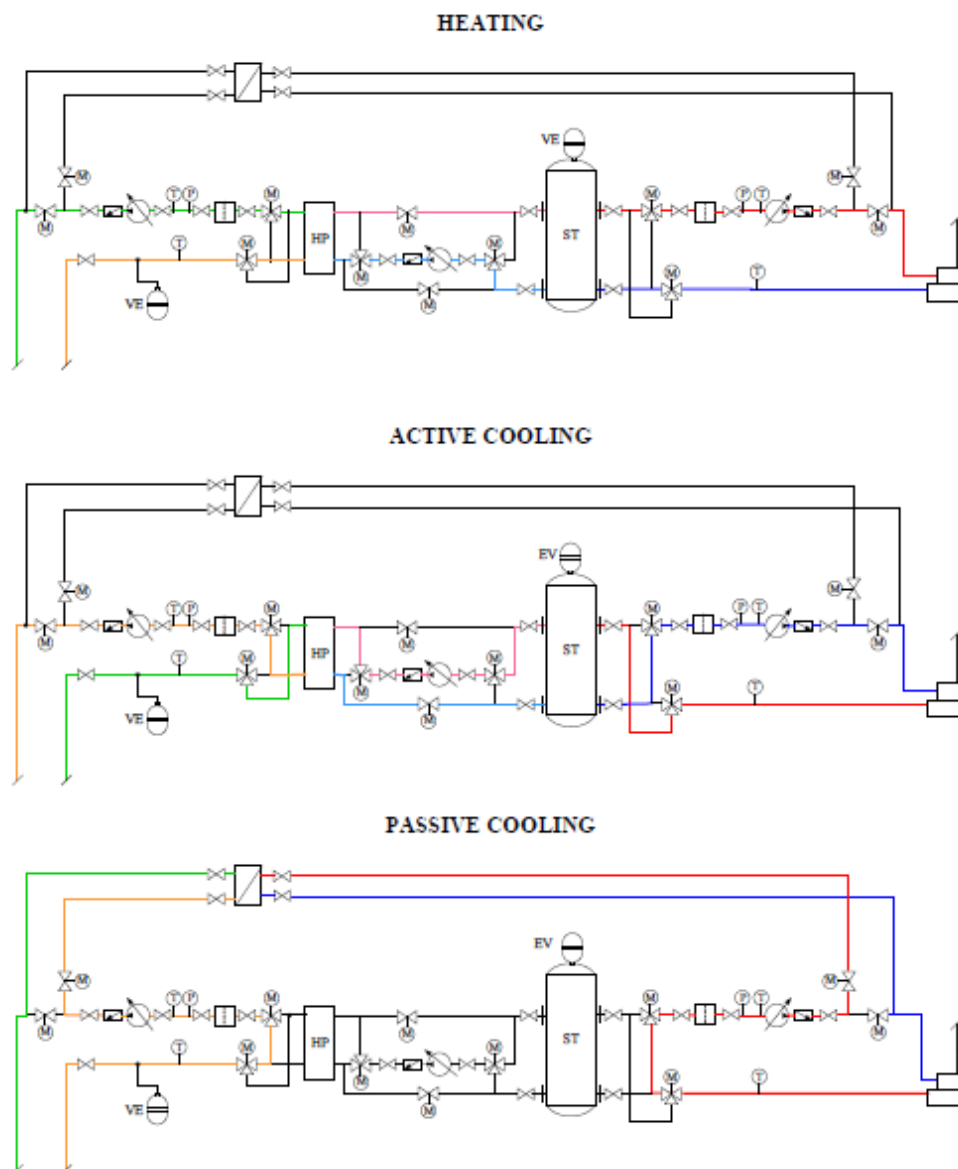 HEATING
VE
M
T P M P T M
M M M
HP ST
T M M M T
VE
M
ACTIVE COOLING
EV
M M
T P M M P T
M M M
HP ST
T M M M T
VE M
PASSIVE COOLING
EV
M M
T P M M P T
M M M
HP ST
T M M M T
VE M